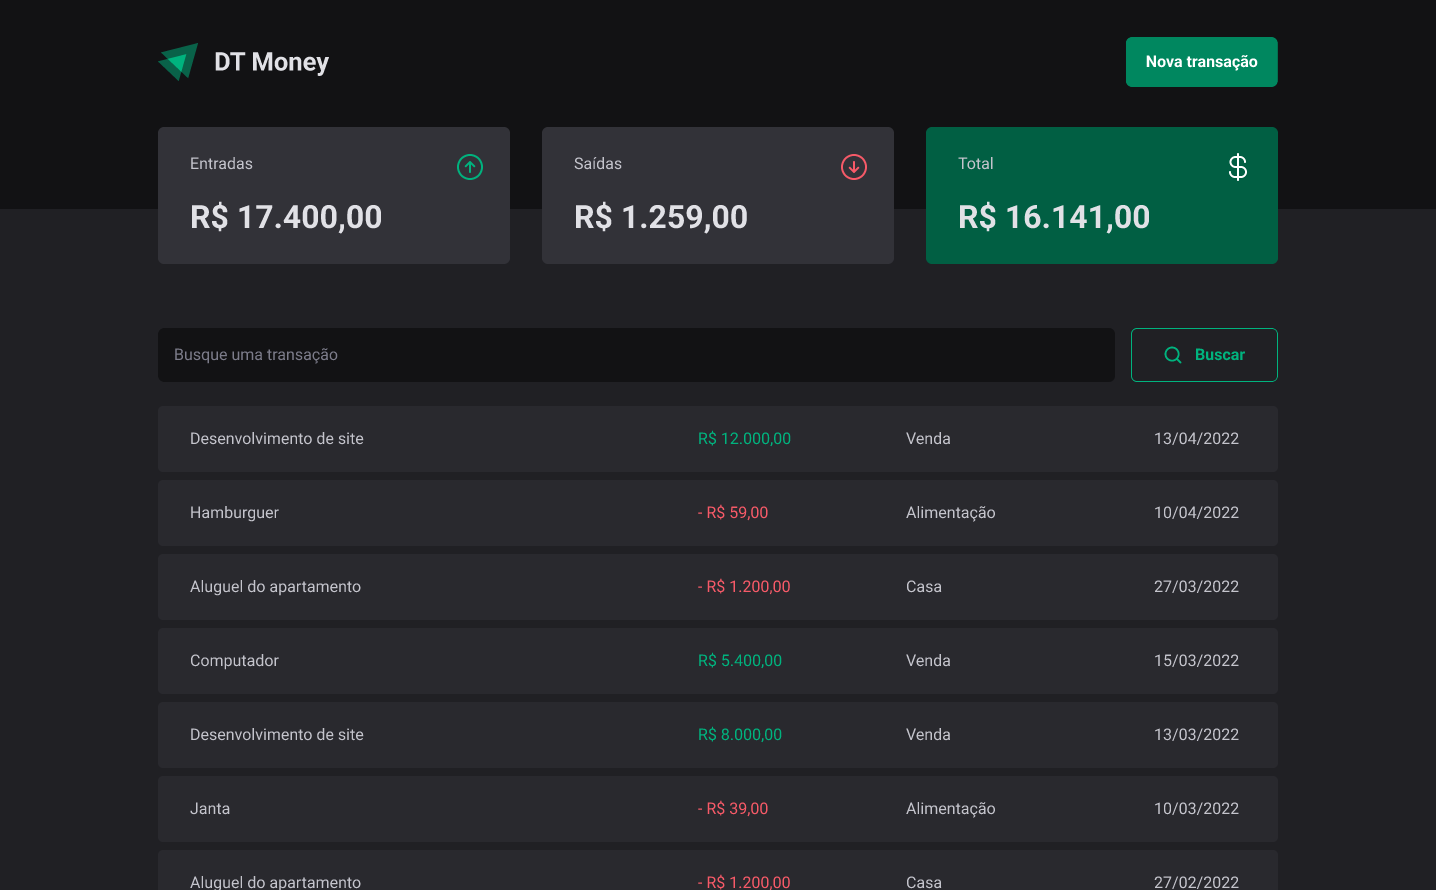 DT Money
Nova transação
Entradas
R$ 17.400,00
Saídas
R$ 1.259,00
Total
R$ 16.141,00
Busque uma transação
Buscar
Desenvolvimento de site R$ 12.000,00 Venda 13/04/2022
Hamburguer - R$ 59,00 Alimentação 10/04/2022
Aluguel do apartamento - R$ 1.200,00 Casa 27/03/2022
Computador R$ 5.400,00 Venda 15/03/2022
Desenvolvimento de site R$ 8.000,00 Venda 13/03/2022
Janta - R$ 39,00 Alimentação 10/03/2022
Aluguel do apartamento - R$ 1.200,00 Casa 27/02/2022